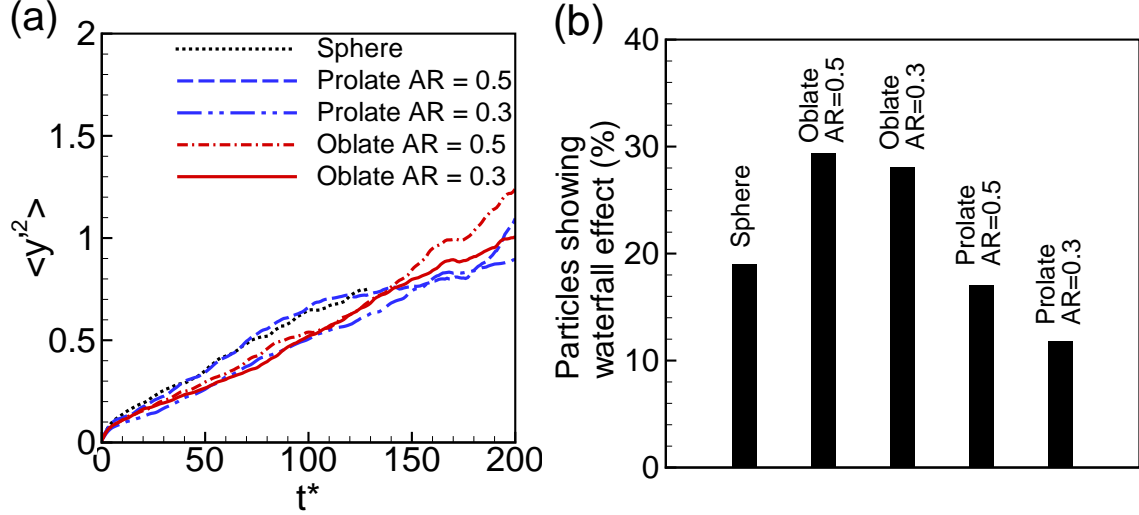 (a)
2
1.5
1
0.5
0
<y'2>
0
50
100
150
200
t*
Sphere
Prolate AR = 0.5
Prolate AR = 0.3
Oblate AR = 0.5
Oblate AR = 0.3
(b)
40
30
20
10
0
Particles showing
waterfall effect (%)
Sphere
Oblate
AR=0.5
Oblate
AR=0.3
Prolate
AR=0.5
Prolate
AR=0.3